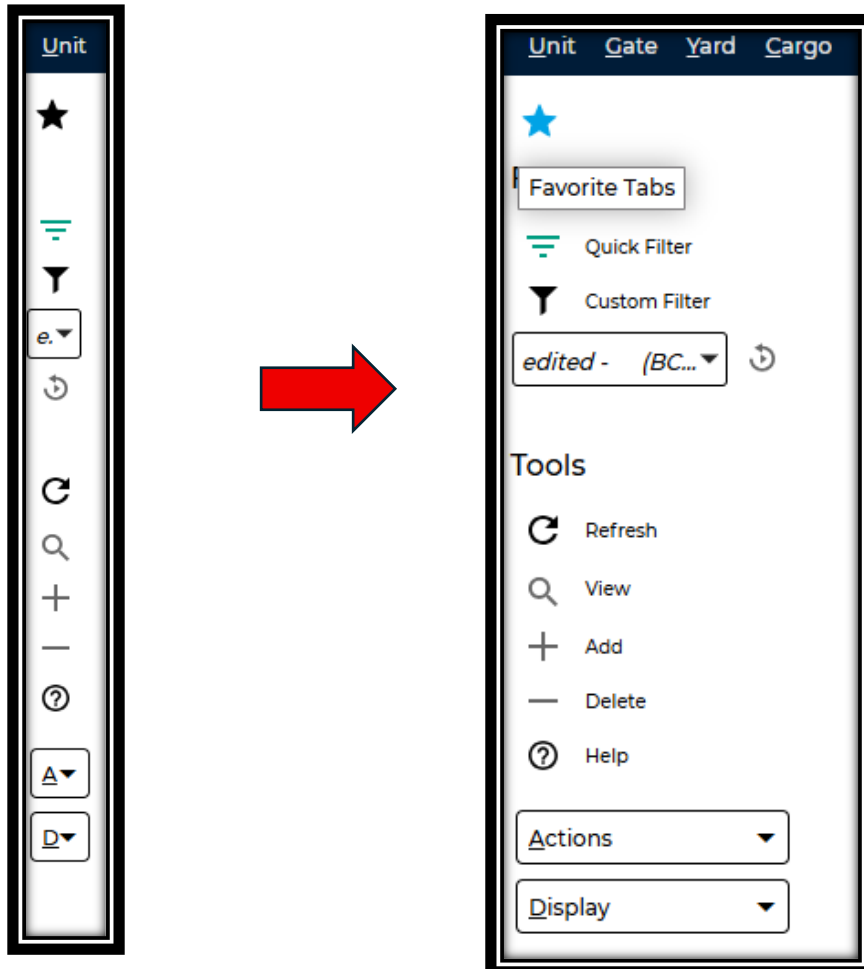 Unit
e.
A
D
Unit Gate Yard Cargo
Favorite Tabs
Quick Filter
Custom Filter
edited - (BC...
Tools
Refresh
View
Add
Delete
Help
Actions
Display